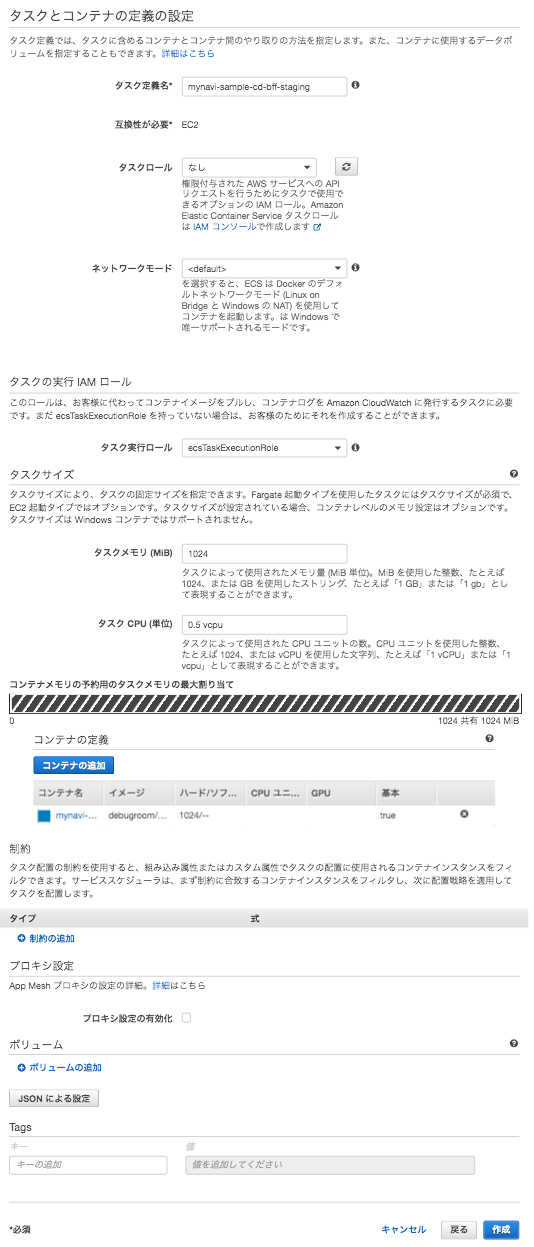 タスクとコンテナの定義の設定
タスク定義では、タスクに含めるコンテナとコンテナ間のやり取りの方法を指定します。また、コンテナに使用するデータボ
リュームを指定することもできます。詳細はこちら
タスク定義名* mynavi-sample-cd-bff-staging
互換性が必要* EC2
タスクロール なし
権限付与された AWS サービスへの API
リクエストを行うためにタスクで使用で
きるオプションの IAM ロール。Amazon
Elastic Container Service タスクロール
は IAM コンソールで作成します
ネットワークモード <default>
を選択すると、ECS は Docker のデフォ
ルトネットワークモード (Linux on
Bridge と Windows の NAT) を使用して
コンテナを起動します。は Windows で
唯一サポートされるモードです。
タスクの実行 IAM ロール
このロールは、お客様に代わってコンテナイメージをプルし、コンテナログを Amazon CloudWatch に発行するタスクに必要
です。まだ ecsTaskExecutionRole を持っていない場合は、お客様のためにそれを作成することができます。
タスク実行ロール ecsTaskExecutionRole
タスクサイズ
タスクサイズにより、タスクの固定サイズを指定できます。Fargate 起動タイプを使用したタスクにはタスクサイズが必須で、
EC2 起動タイプではオプションです。タスクサイズが設定されている場合、コンテナレベルのメモリ設定はオプションです。
タスクサイズは Windows コンテナではサポートされません。
タスクメモリ (MiB) 1024
タスクによって使用されたメモリ量 (MiB 単位)。MiB を使用した整数、たとえば
1024、または GB を使用したストリング、たとえば「1 GB」または「1 gb」とし
て表現することができます。
タスク CPU (単位) 0.5 vcpu
タスクによって使用された CPU ユニットの数。CPU ユニットを使用した整数、
たとえば 1024、または vCPU を使用した文字列、たとえば「1 vCPU」または「1
vcpu」として表現することができます。
コンテナメモリの予約用のタスクメモリの最大割り当て
0 1024 共有 1024 MiB
コンテナの定義
コンテナの追加
コンテナ名 イメージ ハード/ソフ... CPU ユニ... GPU 基本
mynavi-... debugroom/... 1024/-- true
制約
タスク配置の制約を使用すると、組み込み属性またはカスタム属性でタスクの配置に使用されるコンテナインスタンスをフィ
ルタできます。サービススケジューラは、まず制約に合致するコンテナインスタンスをフィルタし、次に配置戦略を適用して
タスクを配置します。
タイプ 式
制約の追加
プロキシ設定
App Mesh プロキシの設定の詳細。詳細はこちら
プロキシ設定の有効化
ボリューム
ボリュームの追加
JSON による設定
Tags
キー 値
キーの追加 値を追加してください
*必須 キャンセル 戻る 作成